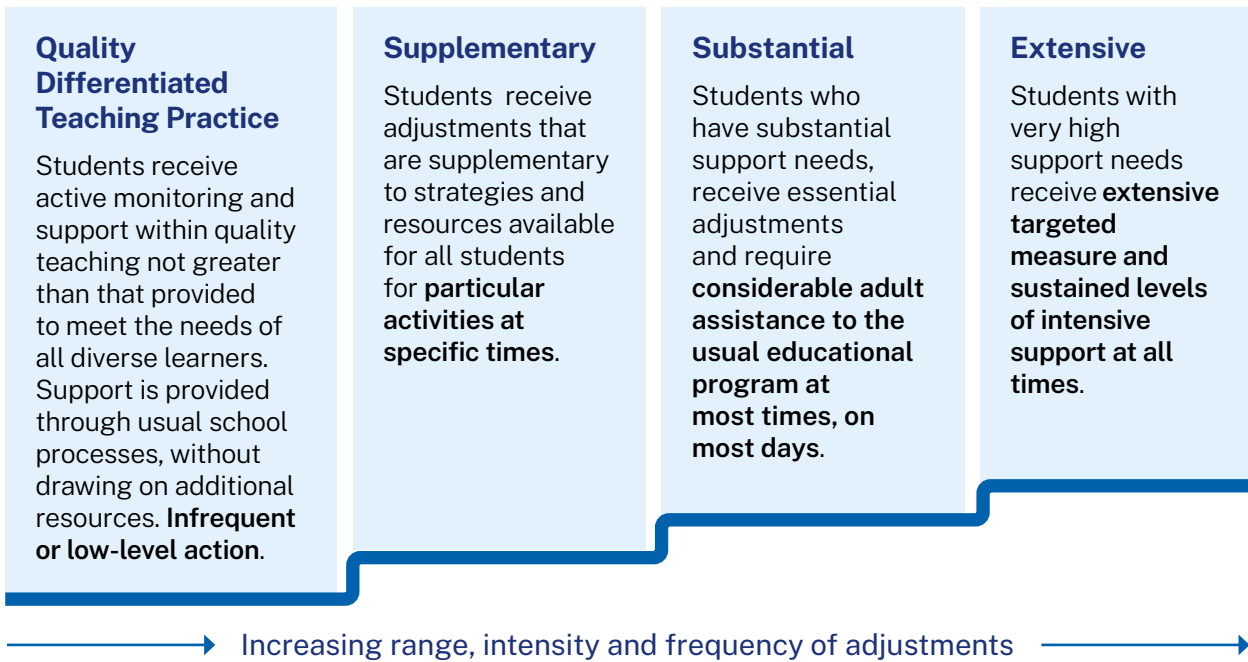 Quality
Differentiated
Teaching Practice
Students receive
active monitoring and
support within quality
teaching not greater
than that provided
to meet the needs of
all diverse learners.
Support is provided
through usual school
processes, without
drawing on additional
resources. Infrequent
or low-level action.
Supplementary
Students receive
adjustments that
are supplementary
to strategies and
resources available
for all students
for particular
activities at
specific times.
Substantial
Students who
have substantial
support needs,
receive essential
adjustments
and require
considerable adult
assistance to the
usual educational
program at
most times, on
most days.
Extensive
Students with
very high
support needs
receive extensive
targeted
measure and
sustained levels
of intensive
support at all
times.
Increasing range, intensity and frequency of adjustments